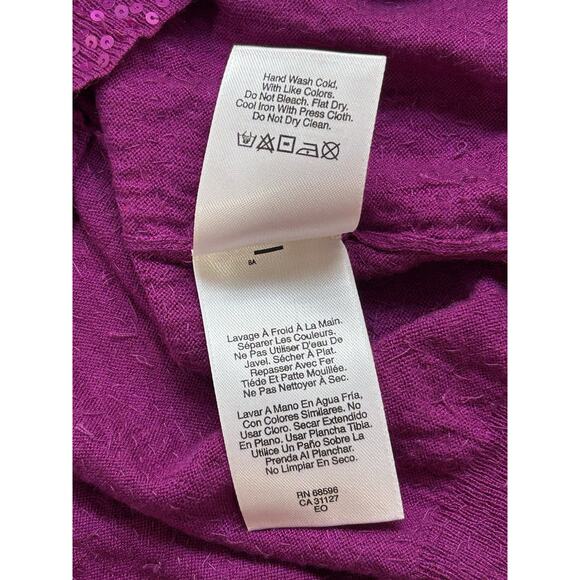 Hand Wash Cold,
With Like Colors.
Do Not Bleach. Flat Dry.
Cool Iron With Press Cloth.
Do Not Dry Clean.
8A
Lavage À Froid À La Main.
Séparer Les Couleurs.
Ne Pas Utiliser D'eau De
Javel. Sécher À Plat.
Repasser Avec Fer
Tiéde Et Patte Mouillée.
Ne Pas Nettoyer À Sec.
Lavar A Mano En Agua Fría,
Con Colores Similares. No
Usar Cloro. Secar Extendido
En Plano. Usar Plancha Tibia.
Utilice Un Paño Sobre La
Prenda Al Planchar.
No Limpiar En Seco.
RN 68596
CA 31127
EO